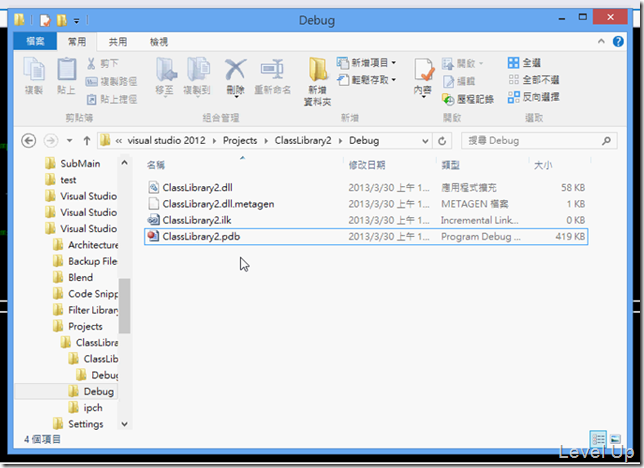 Debug
檔案 常用 共用 檢視
複製 貼上 剪下 複製路徑 貼上捷徑 移至 複製到 刪除 重新命名 新增資料夾 新增項目 輕鬆存取 內容 開啟 編輯 歷程記錄 全選 全部不選 反向選擇
剪貼簿 組合管理 新增 開啟 選取
« visual studio 2012 Projects ClassLibrary2 Debug 搜尋 Debug
名稱 修改日期 類型 大小
ClassLibrary2.dll 2013/3/30 上午 1... 應用程式擴充 58 KB
ClassLibrary2.dll.metagen 2013/3/30 上午 1... METAGEN 檔案 1 KB
ClassLibrary2.ilk 2013/3/30 上午 1... Incremental Link... 0 KB
ClassLibrary2.pdb 2013/3/30 上午 1... Program Debug ... 419 KB
SubMain
test
Visual Studio
Visual Studio
Visual Studio
Architecture
Backup File
Blend
Code Snipp
Filter Library
Projects
ClassLibra
ClassLib
Debug
Debug
ipch
Settings
4 個項目
Level Up